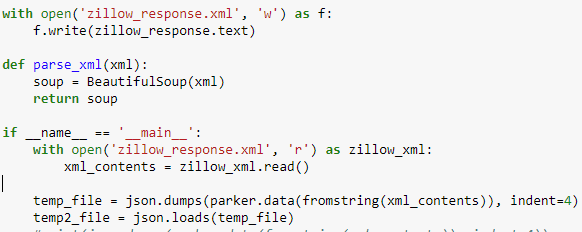 with open('zillow_response.xml', 'w') as f:
    f.write(zillow_response.text)
def parse_xml(xml):
    soup = BeautifulSoup(xml)
    return soup
if __name__ == '__main__':
    with open('zillow_response.xml', 'r') as zillow_xml:
        xml_contents = zillow_xml.read()
    temp_file = json.dumps(parker.data(fromstring(xml_contents)), indent=4)
    temp2_file = json.loads(temp_file)